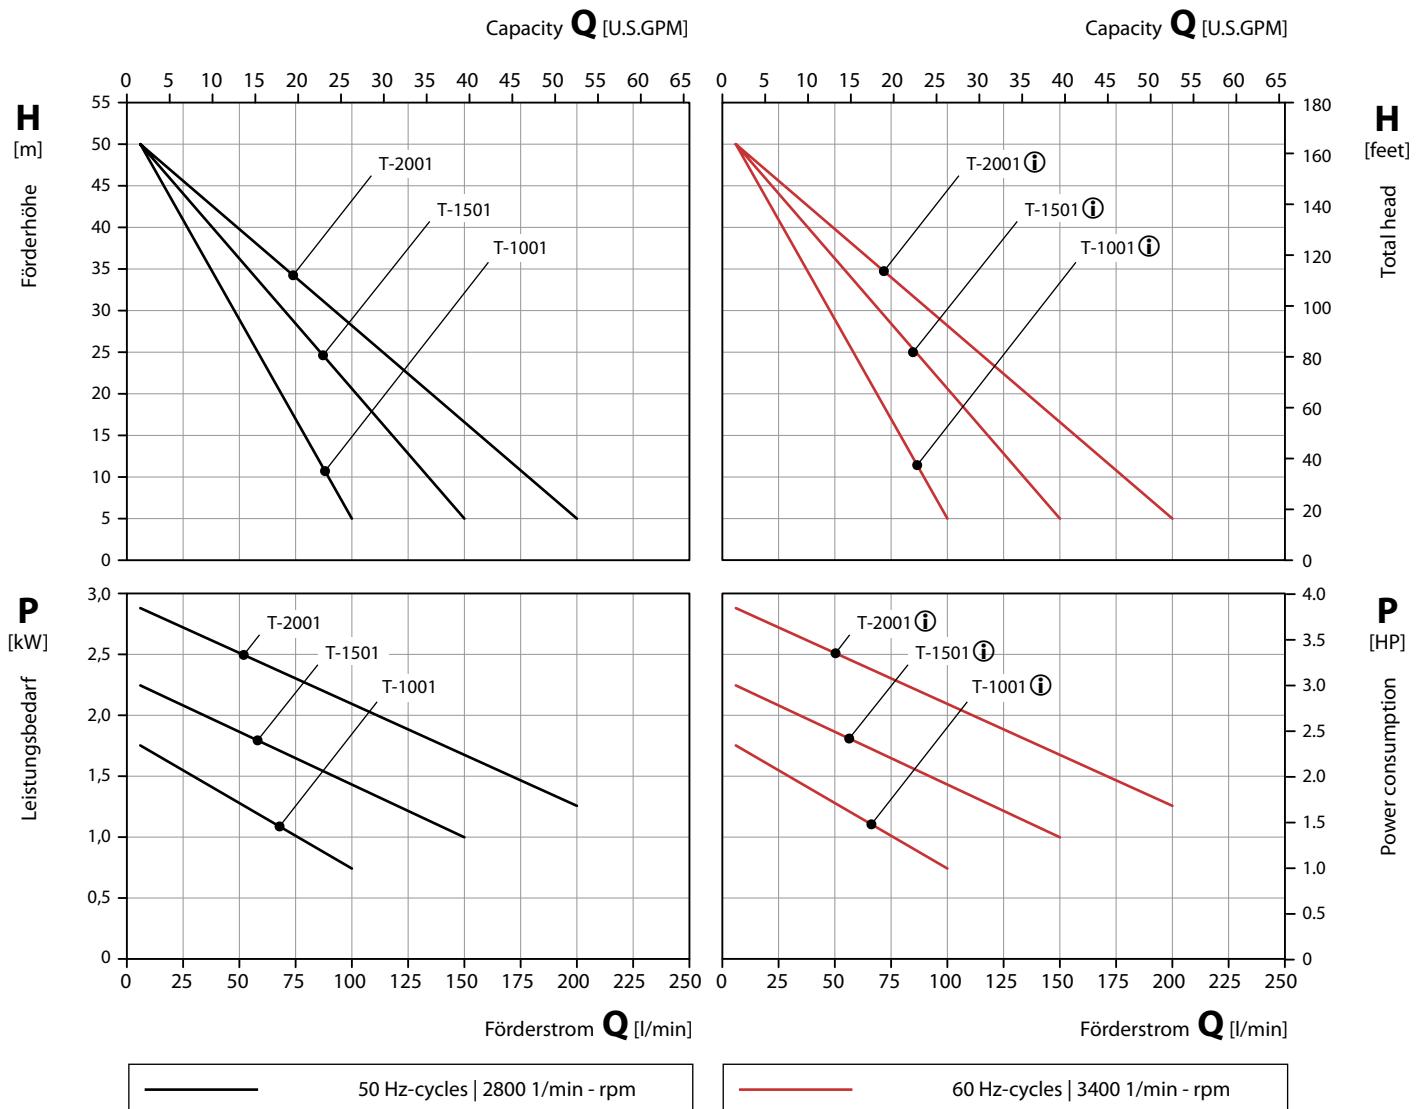 Capacity Q [U.S.GPM]
Capacity Q [U.S.GPM]
0 5 10 15 20 25 30 35 40 45 50 55 60 65
0 5 10 15 20 25 30 35 40 45 50 55 60 65
H
[m]
Förderhöhe
55
50
45
40
35
30
25
20
15
10
5
0
T-2001
T-1501
T-1001
T-2001 i
T-1501 i
T-1001 i
180
160
140
120
100
80
60
40
20
0
H
[feet]
Total head
P
[kW]
Leistungsbedarf
3,0
2,5
2,0
1,5
1,0
0,5
0
T-2001
T-1501
T-1001
T-2001 i
T-1501 i
T-1001 i
4.0
3.5
3.0
2.5
2.0
1.5
1.0
0.5
0
P
[HP]
Power consumption
0 25 50 75 100 125 150 175 200 225 250
0 25 50 75 100 125 150 175 200 225 250
Förderstrom Q [l/min]
Förderstrom Q [l/min]
50 Hz-cycles | 2800 1/min - rpm
60 Hz-cycles | 3400 1/min - rpm